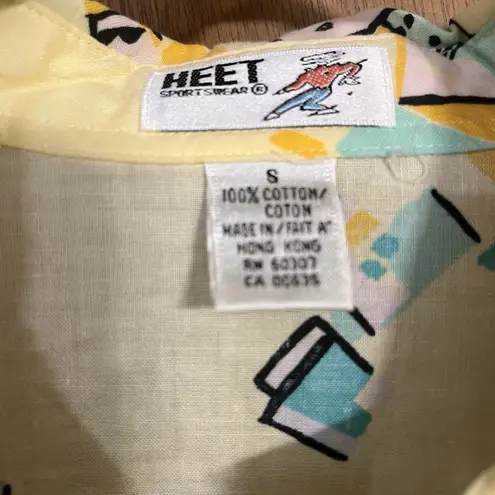 HEET
SPORTSWEAR®
S
100% COTTON/
COTON
MADE IN/FAIT A'
HONG KONG
RN 60307
CA 00635